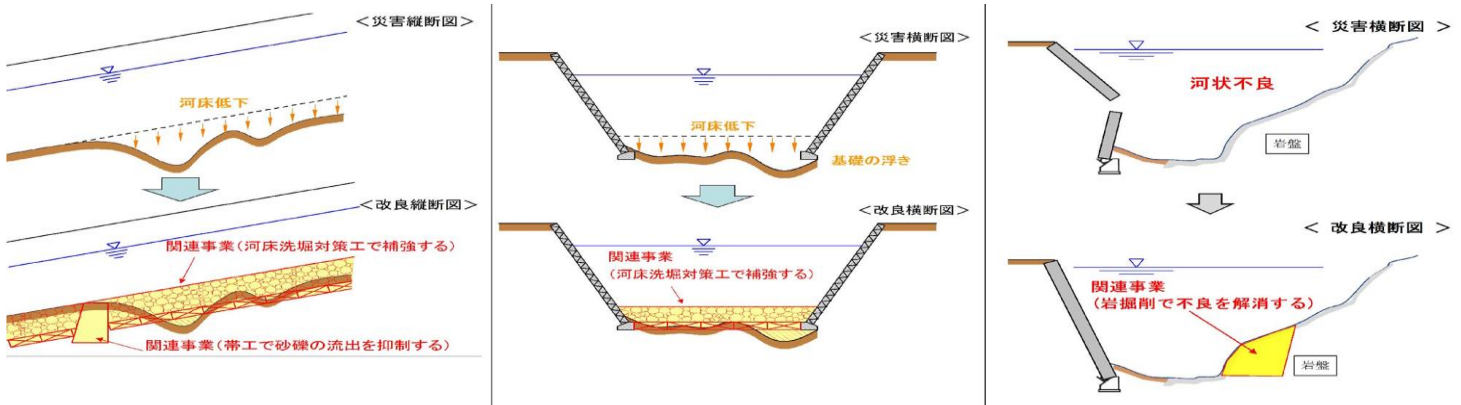 <災害縦断図>
河床低下
<改良縦断図>
関連事業(河床洗堀対策工で補強する)
関連事業(帯工で砂礫の流出を抑制する)
<災害横断図>
河床低下
基礎の浮き
<改良横断図>
関連事業
(河床洗堀対策工で補強する)
< 災害横断図 >
河状不良
岩盤
< 改良横断図 >
関連事業
(岩掘削で不良を解消する)
岩盤